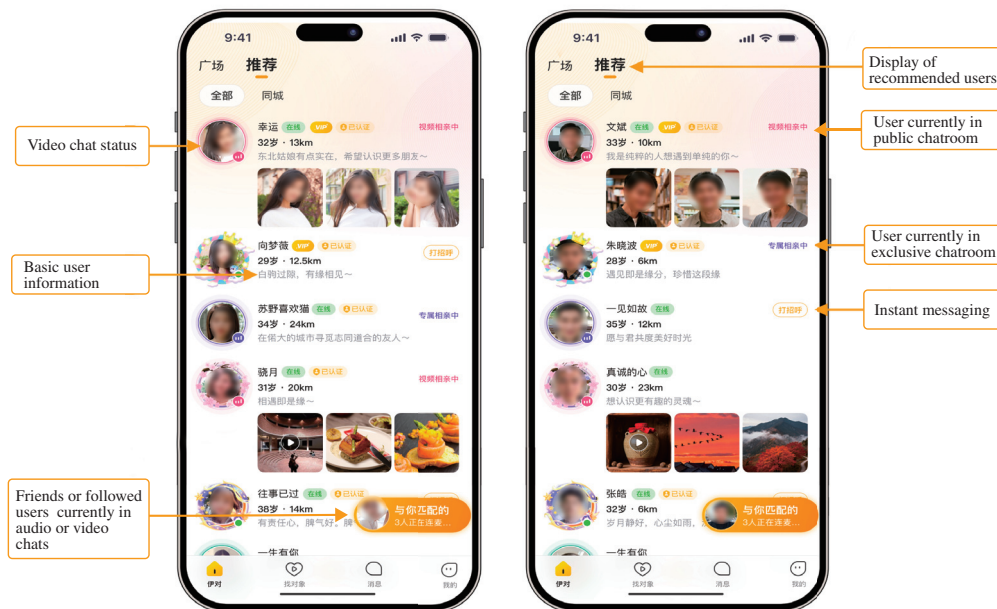 Video chat status
Basic user
information
Friends or followed
users currently in
audio or video
chats
9:41
广场 推荐
全部 同城
幸运 在线 VIP 已认证 视频相亲中
32岁 · 13km
东北姑娘有点实在，希望认识更多朋友～
向梦薇 VIP 已认证 打招呼
29岁 · 12.5km
白驹过隙，有缘相见～
苏野喜欢猫 在线 已认证 专属相亲中
34岁 · 24km
在偌大的城市寻觅志同道合的友人～
骁月 在线 已认证 视频相亲中
31岁 · 20km
相遇即是缘～
往事已过 在线 已认证
38岁 · 14km
有责任心，脾气好，脾
与你匹配的
3人正在连麦...
一生有你
伊对 找对象 消息 我的
9:41
广场 推荐
全部 同城
文斌 在线 VIP 已认证 视频相亲中
33岁 · 10km
我是纯粹的人想遇到单纯的你～
朱晓波 VIP 已认证 专属相亲中
28岁 · 6km
遇见即是缘分，珍惜这段缘
一见如故 在线 打招呼
35岁 · 12km
愿与君共度美好时光
真诚的心 在线
30岁 · 23km
想认识更有趣的灵魂～
张皓 在线 已认证
32岁 · 6km
岁月静好，心尘如雨，
与你匹配的
3人正在连麦...
一生有你
伊对 找对象 消息 我的
Display of
recommended users
User currently in
public chatroom
User currently in
exclusive chatroom
Instant messaging